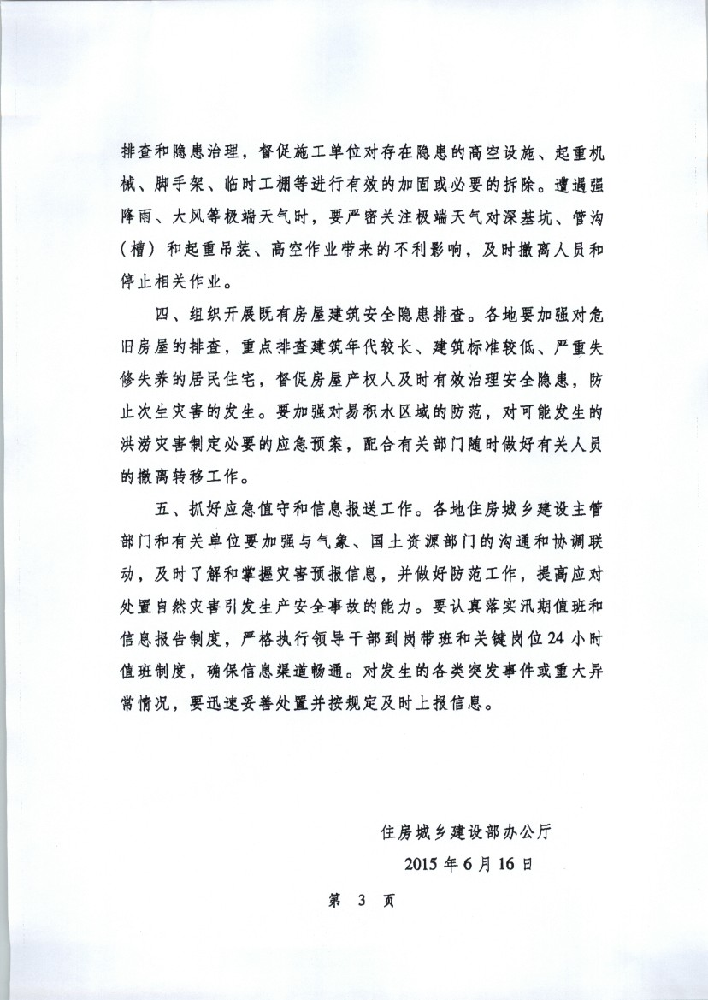 排查和隐患治理，督促施工单位对存在隐患的高空设施、起重机
械、脚手架、临时工棚等进行有效的加固或必要的拆除。遭遇强
降雨、大风等极端天气时，要严密关注极端天气对深基坑、管沟
（槽）和起重吊装、高空作业带来的不利影响，及时撤离人员和
停止相关作业。
四、组织开展既有房屋建筑安全隐患排查。各地要加强对危
旧房屋的排查，重点排查建筑年代较长、建筑标准较低、严重失
修失养的居民住宅，督促房屋产权人及时有效治理安全隐患，防
止次生灾害的发生。要加强对易积水区域的防范，对可能发生的
洪涝灾害制定必要的应急预案，配合有关部门随时做好有关人员
的撤离转移工作。
五、抓好应急值守和信息报送工作。各地住房城乡建设主管
部门和有关单位要加强与气象、国土资源部门的沟通和协调联
动，及时了解和掌握灾害预报信息，并做好防范工作，提高应对
处置自然灾害引发生产安全事故的能力。要认真落实汛期值班和
信息报告制度，严格执行领导干部到岗带班和关键岗位24小时
值班制度，确保信息渠道畅通。对发生的各类突发事件或重大异
常情况，要迅速妥善处置并按规定及时上报信息。
住房城乡建设部办公厅
2015年6月16日
第 3 页